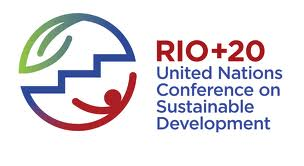 RIO+20
United Nations
Conference on
Sustainable
Development